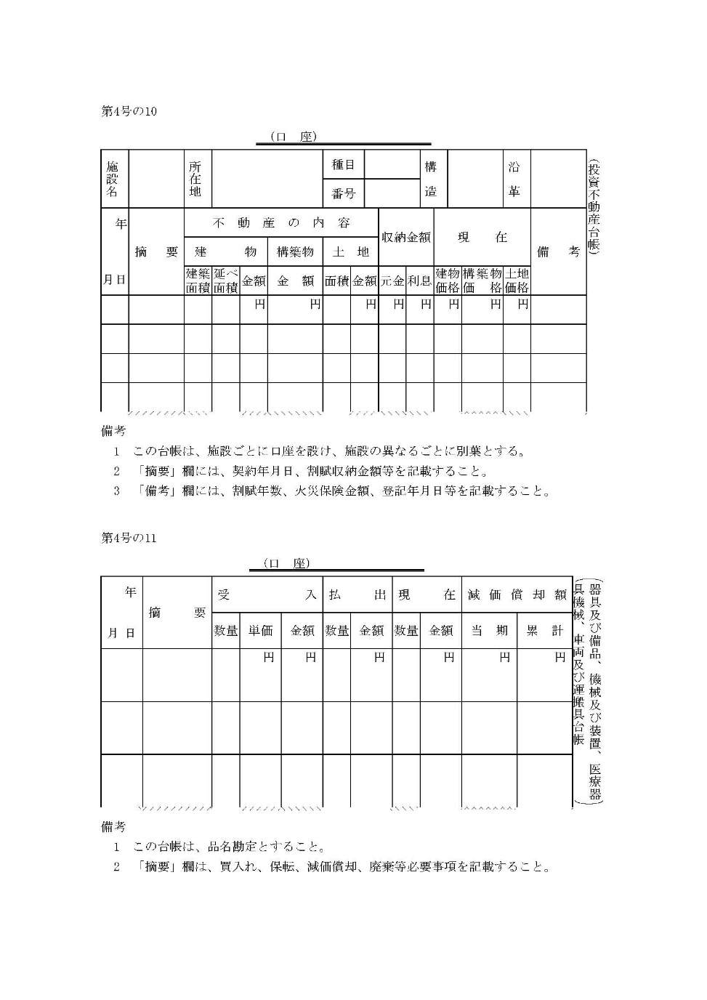 第4号の10
（口　座）
施設名　所在地　種目　構造　沿革
番号
（投資不動産台帳）
年　不動産の内容　収納金額　現在
摘要　建物　構築物　土地　備考
月日　建築面積　延べ面積　金額　金額　面積　金額　元金　利息　建物価格　構築物価格　土地価格
円　円　円　円　円　円　円　円
備考
1　この台帳は、施設ごとに口座を設け、施設の異なるごとに別葉とする。
2　「摘要」欄には、契約年月日、割賦収納金額等を記載すること。
3　「備考」欄には、割賦年数、火災保険金額、登記年月日等を記載すること。
第4号の11
（口　座）
年　受入　払出　現在　減価償却額
摘要
月日　数量　単価　金額　数量　金額　数量　金額　当期　累計
円　円　円　円　円　円
（器具及び備品、機械及び装置、医療器
具機械、車両及び運搬具台帳）
備考
1　この台帳は、品名勘定とすること。
2　「摘要」欄は、買入れ、保転、減価償却、廃棄等必要事項を記載すること。